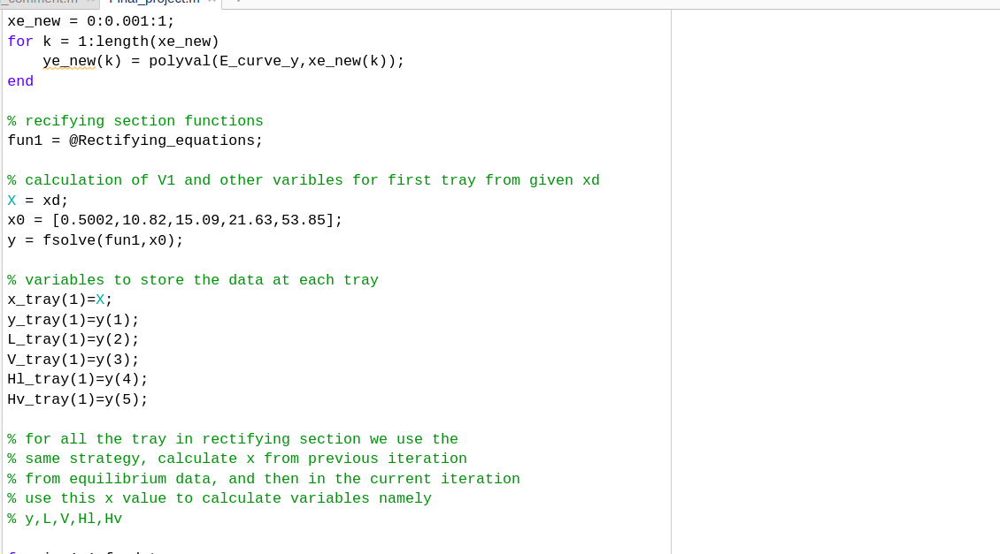 _comment.m
Final_project.m
xe_new = 0:0.001:1;
for k = 1:length(xe_new)
    ye_new(k) = polyval(E_curve_y,xe_new(k));
end
% recifying section functions
fun1 = @Rectifying_equations;
% calculation of V1 and other varibles for first tray from given xd
X = xd;
x0 = [0.5002,10.82,15.09,21.63,53.85];
y = fsolve(fun1,x0);
% variables to store the data at each tray
x_tray(1)=X;
y_tray(1)=y(1);
L_tray(1)=y(2);
V_tray(1)=y(3);
Hl_tray(1)=y(4);
Hv_tray(1)=y(5);
% for all the tray in rectifying section we use the
% same strategy, calculate x from previous iteration
% from equilibrium data, and then in the current iteration
% use this x value to calculate variables namely
% y,L,V,Hl,Hv